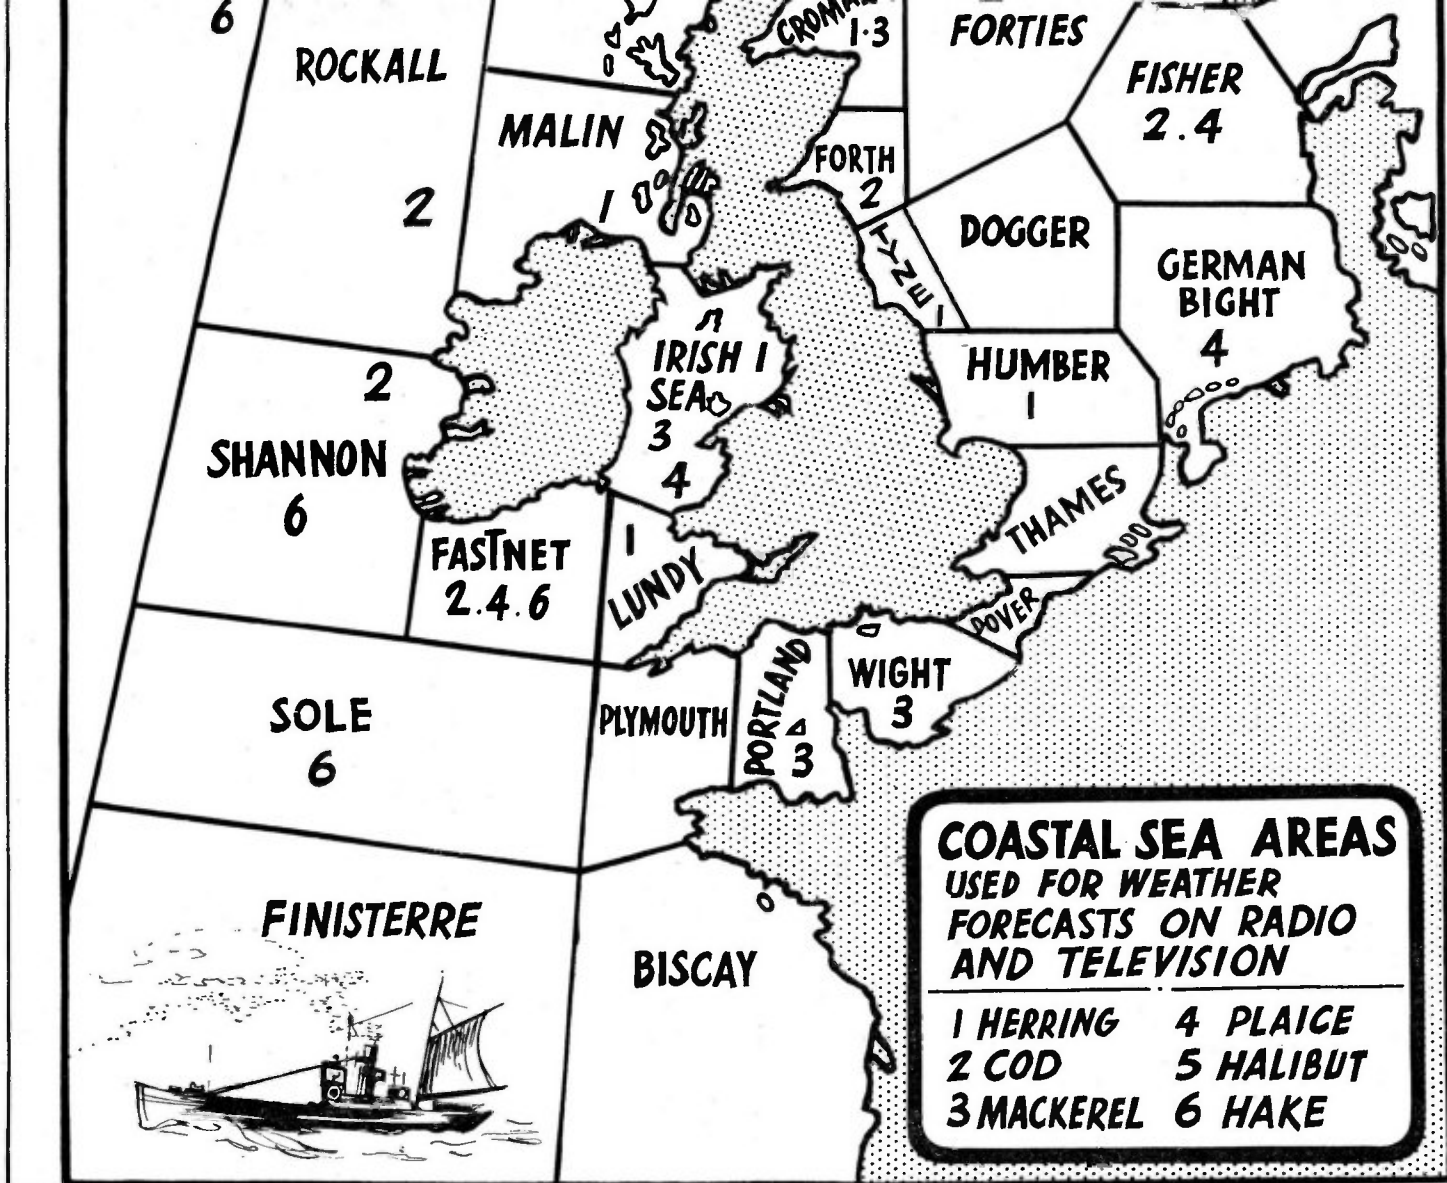 6
ROCKALL
2
MALIN
1
1·3
FORTIES
FISHER
2.4
FORTH
2
TYNE 1
DOGGER
GERMAN
BIGHT
4
HUMBER
1
IRISH 1
SEA
3
4
2
SHANNON
6
FASTNET
2.4.6
1
LUNDY
THAMES
DOVER
WIGHT
3
PORTLAND
3
PLYMOUTH
SOLE
6
FINISTERRE
BISCAY
COASTAL SEA AREAS
USED FOR WEATHER
FORECASTS ON RADIO
AND TELEVISION
1 HERRING 4 PLAICE
2 COD 5 HALIBUT
3 MACKEREL 6 HAKE